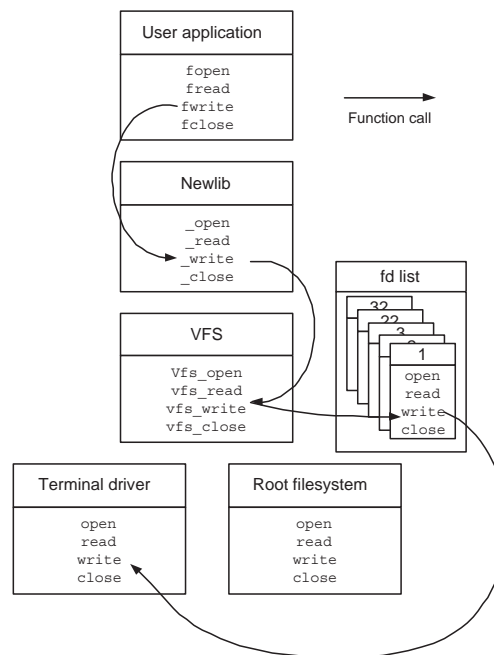 User application
fopen
fread
fwrite
fclose
Function call
Newlib
_open
_read
_write
_close
fd list
32
22
3
1
open
read
write
close
VFS
Vfs_open
vfs_read
vfs_write
vfs_close
Terminal driver
open
read
write
close
Root filesystem
open
read
write
close